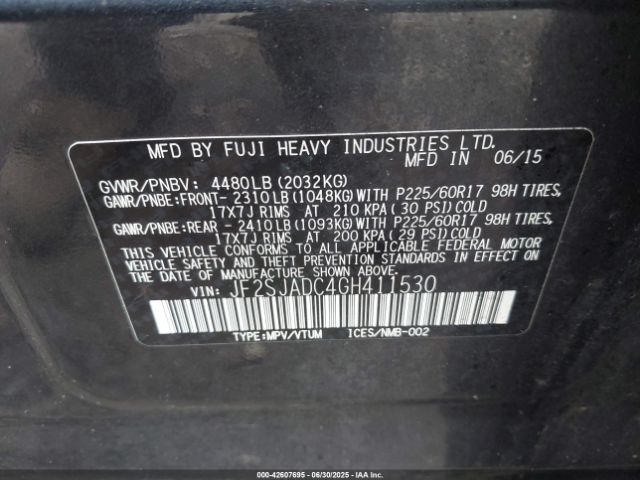 MFD BY FUJI HEAVY INDUSTRIES LTD.
MFD IN 06/15
GVWR/PNBV: 4480LB (2032KG)
GAWR/PNBE:FRONT- 2310LB (1048KG)WITH P225/60R17 98H TIRES,
17X7J RIMS AT 210 KPA (30 PSI) COLD
GAWR/PNBE:REAR - 2410LB (1093KG)WITH P225/60R17 98H TIRES,
17X7J RIMS AT 200 KPA (29 PSI) COLD
THIS VEHICLE CONFORMS TO ALL APPLICABLE FEDERAL MOTOR
VEHICLE SAFETY AND THEFT PREVENTION STANDARDS IN EFFECT ON
THE DATE OF MANUFACTURE SHOWN ABOVE.
VIN: JF2SJADC4GH411530
TYPE:MPV/VTUM ICES/NMB-002
000-42607695 - 06/30/2025 - IAAI.com